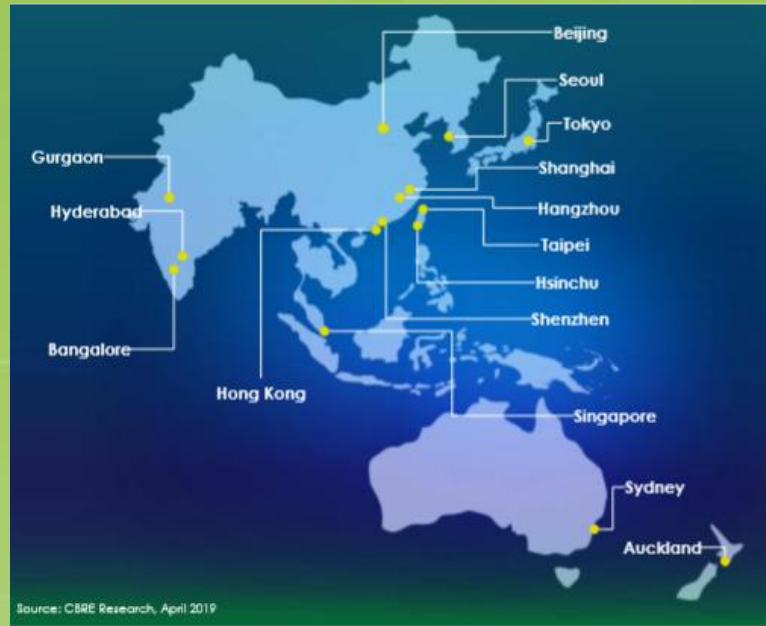 Beijing
Seoul
Tokyo
Gurgaon
Shanghai
Hyderabad
Hangzhou
Taipei
Hsinchu
Shenzhen
Bangalore
Hong Kong
Singapore
Sydney
Auckland
Source: CBRE Research, April 2019